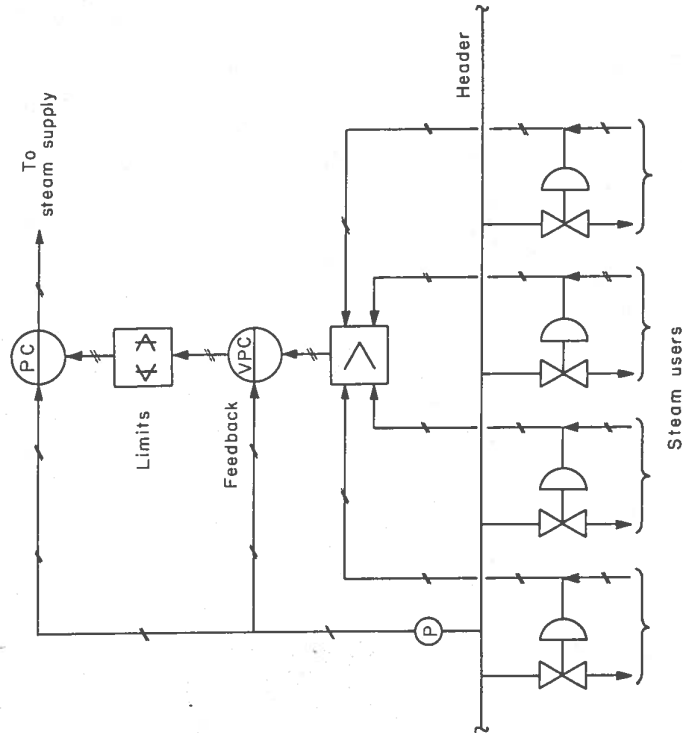 To
steam supply
PC
Limits
VPC
Feedback
>
Header
P
Steam users